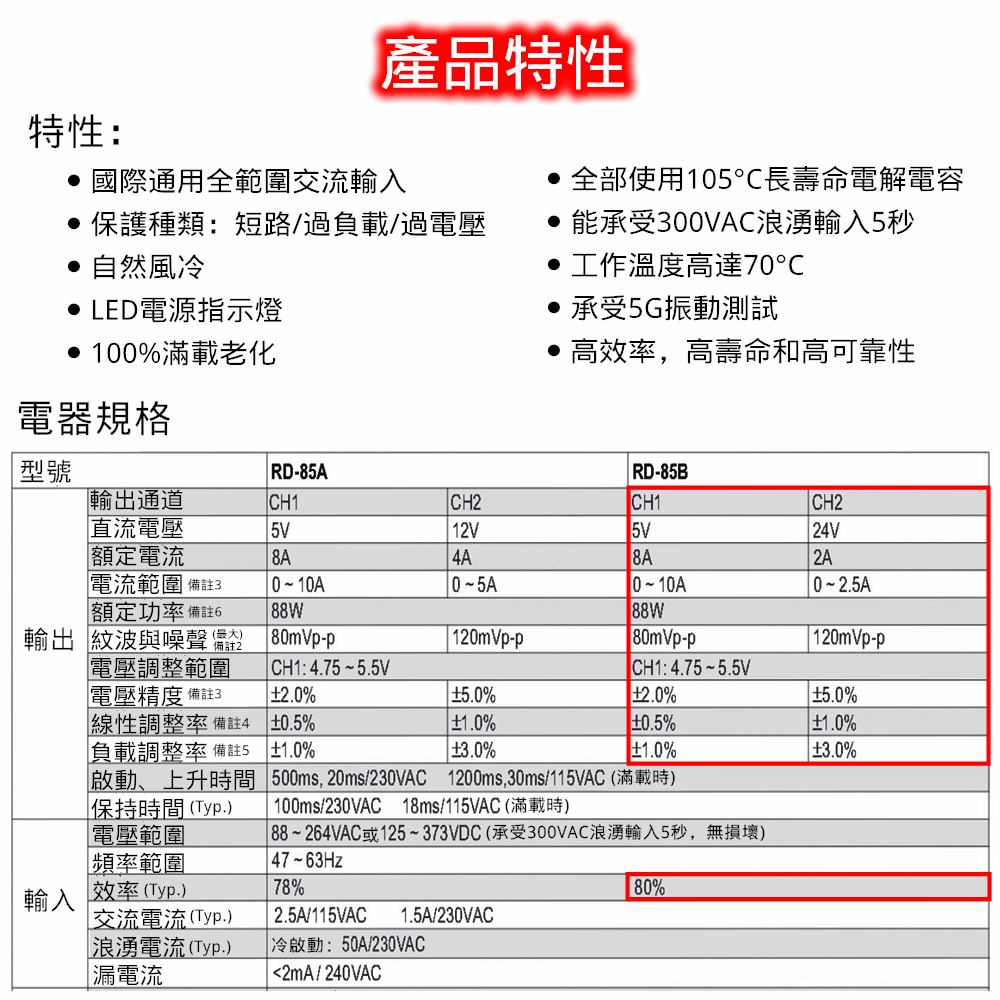 產品特性
特性：
● 國際通用全範圍交流輸入
● 保護種類：短路/過負載/過電壓
● 自然風冷
● LED電源指示燈
● 100%滿載老化
● 全部使用105°C長壽命電解電容
● 能承受300VAC浪湧輸入5秒
● 工作溫度高達70°C
● 承受5G振動測試
● 高效率，高壽命和高可靠性
電器規格
型號 RD-85A RD-85B
輸出
輸出通道 CH1 CH2 CH1 CH2
直流電壓 5V 12V 5V 24V
額定電流 8A 4A 8A 2A
電流範圍 備註3 0 ~ 10A 0 ~ 5A 0 ~ 10A 0 ~ 2.5A
額定功率 備註6 88W 88W
紋波與噪聲 (最大) 備註2 80mVp-p 120mVp-p 80mVp-p 120mVp-p
電壓調整範圍 CH1: 4.75 ~ 5.5V CH1: 4.75 ~ 5.5V
電壓精度 備註3 ±2.0% ±5.0% ±2.0% ±5.0%
線性調整率 備註4 ±0.5% ±1.0% ±0.5% ±1.0%
負載調整率 備註5 ±1.0% ±3.0% ±1.0% ±3.0%
啟動、上升時間 500ms, 20ms/230VAC 1200ms,30ms/115VAC (滿載時)
保持時間 (Typ.) 100ms/230VAC 18ms/115VAC (滿載時)
輸入
電壓範圍 88 ~ 264VAC或125 ~ 373VDC (承受300VAC浪湧輸入5秒，無損壞)
頻率範圍 47 ~ 63Hz
效率 (Typ.) 78% 80%
交流電流 (Typ.) 2.5A/115VAC 1.5A/230VAC
浪湧電流 (Typ.) 冷啟動：50A/230VAC
漏電流 <2mA / 240VAC